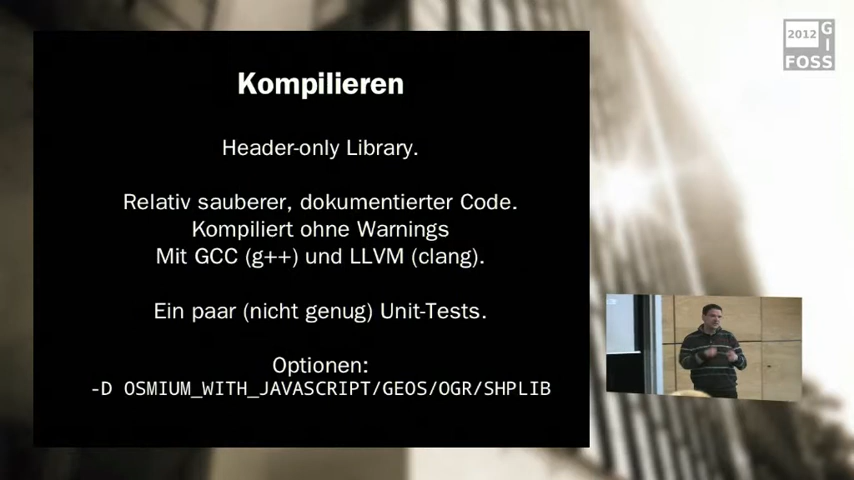 Kompilieren
Header-only Library.
Relativ sauberer, dokumentierter Code.
Kompiliert ohne Warnings
Mit GCC (g++) und LLVM (clang).
Ein paar (nicht genug) Unit-Tests.
Optionen:
-D OSMIUM_WITH_JAVASCRIPT/GEOS/OGR/SHPLIB
2012
GI
FOSS